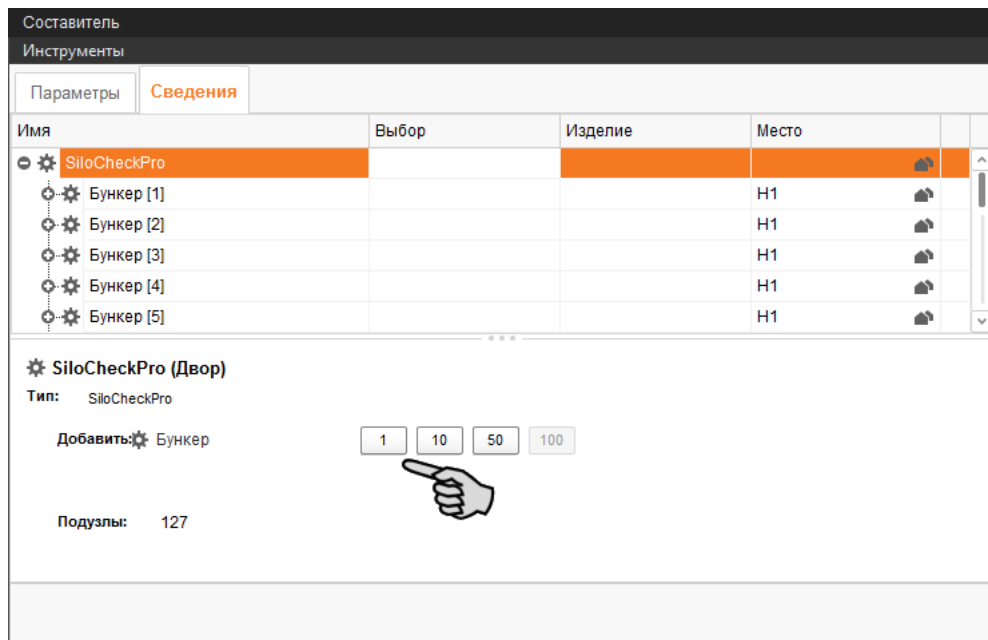 Составитель
Инструменты
Параметры Сведения
Имя Выбор Изделие Место
SiloCheckPro
Бункер [1] H1
Бункер [2] H1
Бункер [3] H1
Бункер [4] H1
Бункер [5] H1
SiloCheckPro (Двор)
Тип: SiloCheckPro
Добавить: Бункер 1 10 50 100
Подузлы: 127